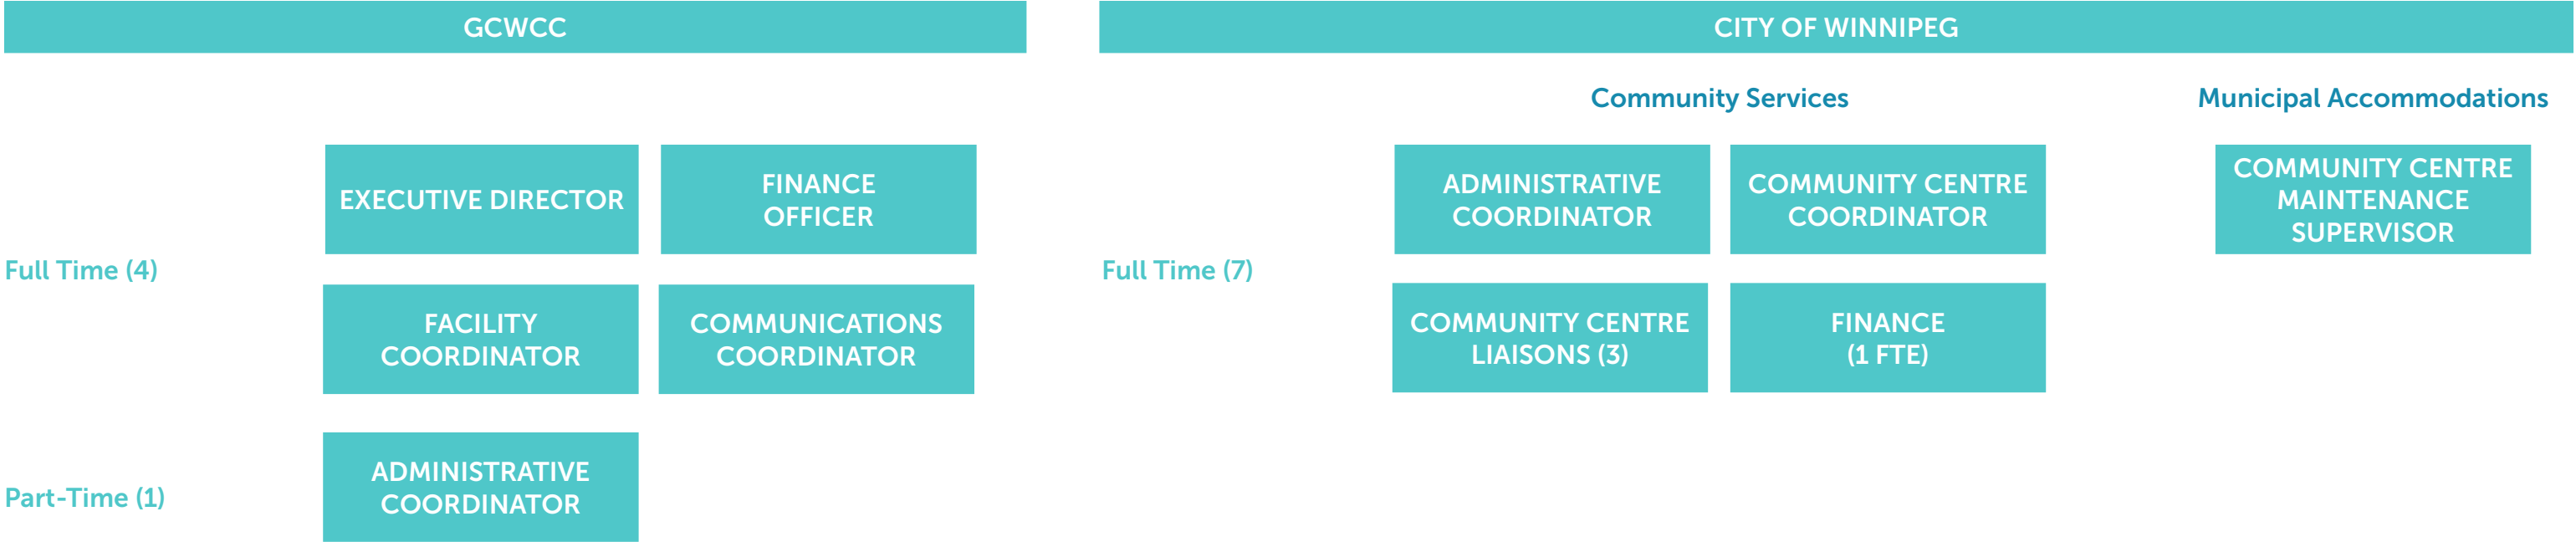 GCWCC
Full Time (4)
EXECUTIVE DIRECTOR
FINANCE
OFFICER
FACILITY
COORDINATOR
COMMUNICATIONS
COORDINATOR
Part-Time (1)
ADMINISTRATIVE
COORDINATOR
CITY OF WINNIPEG
Full Time (7)
Community Services
ADMINISTRATIVE
COORDINATOR
COMMUNITY CENTRE
COORDINATOR
COMMUNITY CENTRE
LIAISONS (3)
FINANCE
(1 FTE)
Municipal Accommodations
COMMUNITY CENTRE
MAINTENANCE
SUPERVISOR